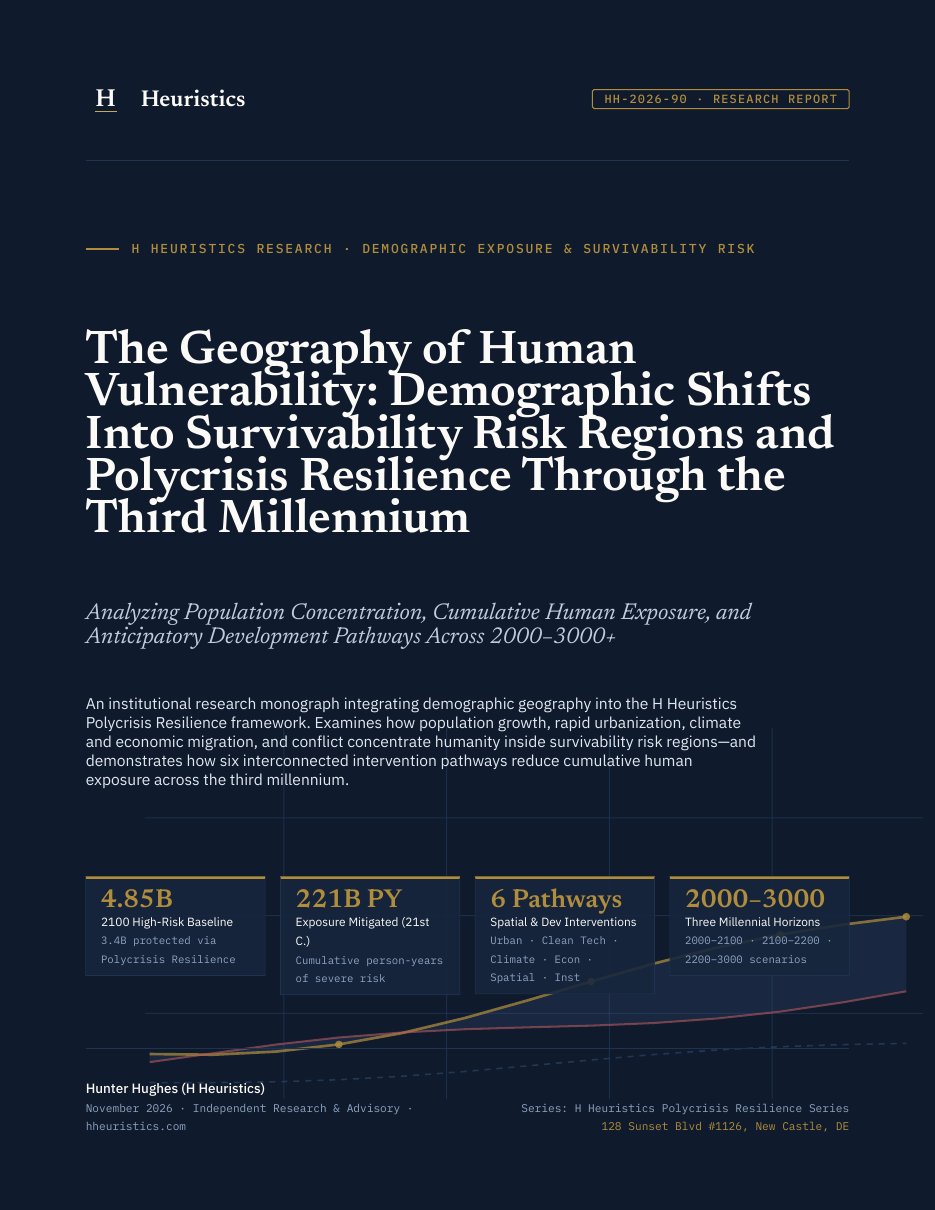 H Heuristics
HH-2026-90 · RESEARCH REPORT
H HEURISTICS RESEARCH · DEMOGRAPHIC EXPOSURE & SURVIVABILITY RISK
The Geography of Human
Vulnerability: Demographic Shifts
Into Survivability Risk Regions and
Polycrisis Resilience Through the
Third Millennium
Analyzing Population Concentration, Cumulative Human Exposure, and
Anticipatory Development Pathways Across 2000–3000+
An institutional research monograph integrating demographic geography into the H Heuristics
Polycrisis Resilience framework. Examines how population growth, rapid urbanization, climate
and economic migration, and conflict concentrate humanity inside survivability risk regions—and
demonstrates how six interconnected intervention pathways reduce cumulative human
exposure across the third millennium.
4.85B
2100 High-Risk Baseline
3.4B protected via
Polycrisis Resilience
221B PY
Exposure Mitigated (21st
C.)
Cumulative person-years
of severe risk
6 Pathways
Spatial & Dev Interventions
Urban · Clean Tech ·
Climate · Econ ·
Spatial · Inst
2000–3000
Three Millennial Horizons
2000–2100 · 2100–2200 ·
2200–3000 scenarios
Hunter Hughes (H Heuristics)
November 2026 · Independent Research & Advisory ·
hheuristics.com
Series: H Heuristics Polycrisis Resilience Series
128 Sunset Blvd #1126, New Castle, DE